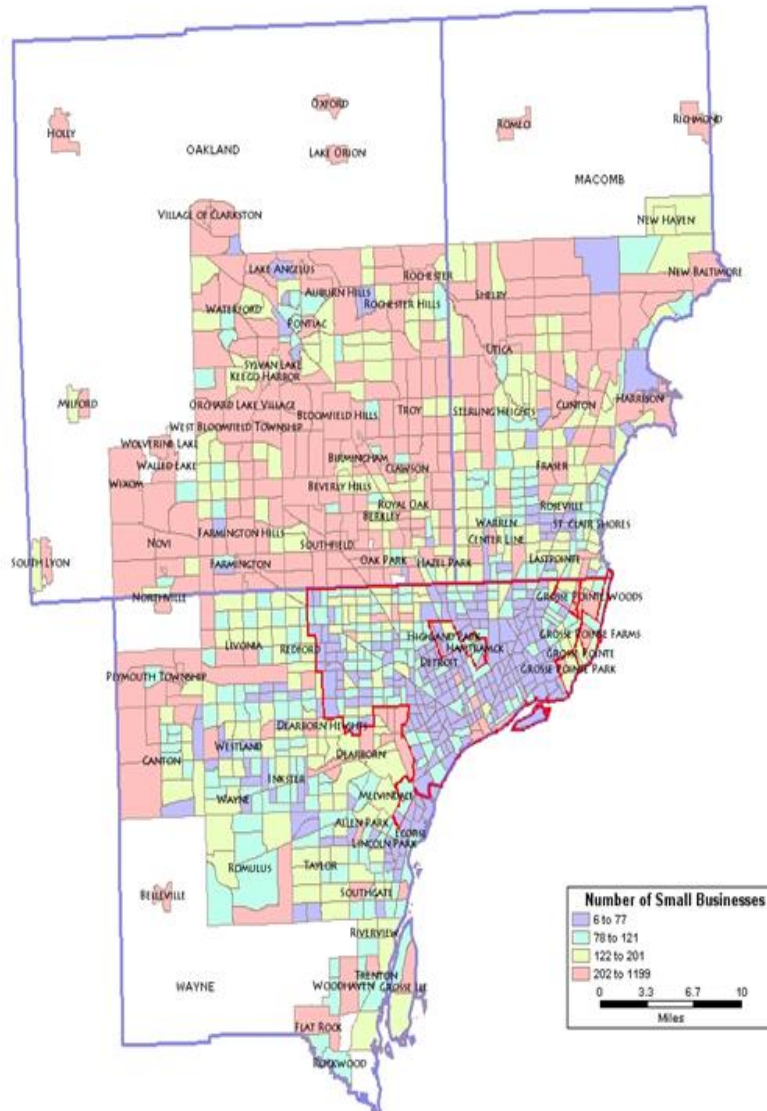 OXFORD
HOLLY
ROMEO
RICHMOND
OAKLAND
LAKE ORION
MACOMB
VILLAGE OF CLARKSTON
NEW HAVEN
LAKE ANGELUS
ROCHESTER
NEW BALTIMORE
AUBURN HILLS
SHELBY
WATERFORD
ROCHESTER HILLS
PONTIAC
UTICA
SYLVAN LAKE
KEEGO HARBOR
MILFORD
ORCHARD LAKE VILLAGE
BLOOMFIELD HILLS
TROY
STERLING HEIGHTS
CLINTON
HARRISON
WEST BLOOMFIELD TOWNSHIP
WOLVERINE LAKE
WALLED LAKE
BIRMINGHAM
CLAWSON
FRASER
WIXOM
BEVERLY HILLS
ROYAL OAK
BERKLEY
ROSEVILLE
WARREN
ST. CLAIR SHORES
FARMINGTON HILLS
CENTER LINE
NOVI
SOUTHFIELD
SOUTH LYON
FARMINGTON
OAK PARK
HAZEL PARK
EASTPOINTE
NORTHVILLE
GROSSE POINTE WOODS
LIVONIA
REDFORD
HIGHLAND PARK
HAMTRAMCK
GROSSE POINTE FARMS
GROSSE POINTE
DETROIT
GROSSE POINTE PARK
PLYMOUTH TOWNSHIP
DEARBORN HEIGHTS
WESTLAND
DEARBORN
CANTON
INKSTER
WAYNE
MELVINDALE
ALLEN PARK
ECORSE
LINCOLN PARK
ROMULUS
TAYLOR
BELLEVILLE
SOUTHGATE
RIVERVIEW
WAYNE
TRENTON
WOODHAVEN
GROSSE ILE
FLAT ROCK
ROCKWOOD
Number of Small Businesses
6 to 77
78 to 121
122 to 201
202 to 1199
0 3.3 6.7 10
Miles